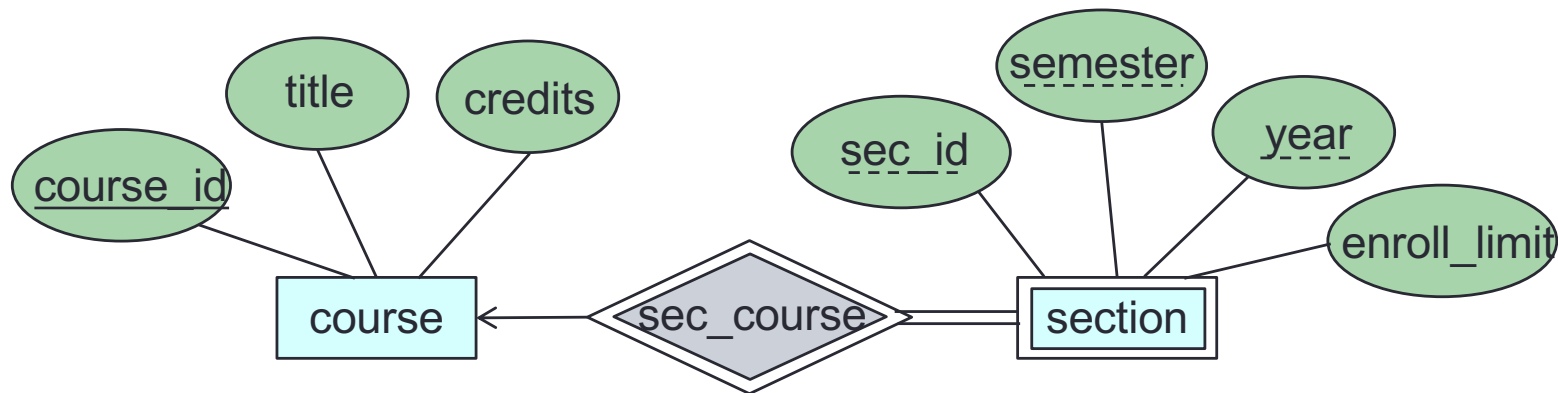 title
credits
course_id
semester
sec_id
year
enroll_limit
course
sec_course
section